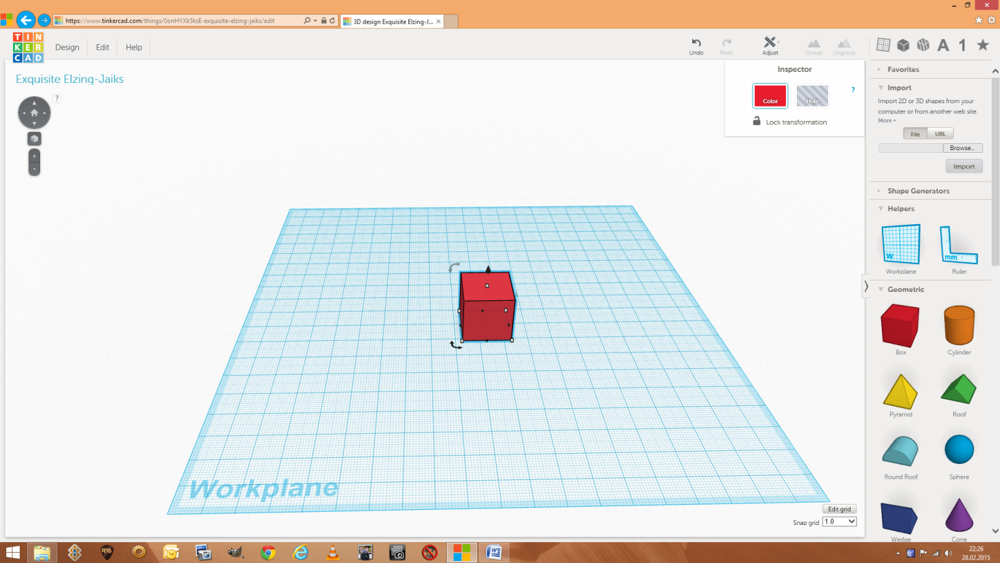 https://www.tinkercad.com/things/0onHYXk5ksE-exquisite-elzing-jaiks/edit
3D design Exquisite Elzing-J...
TINKERCAD
Design
Edit
Help
Undo
Redo
Adjust
Group
Ungroup
A
1
Exquisite Elzing-Jaiks
?
+
-
Inspector
Color
Hole
?
Lock transformation
Favorites
Import
Import 2D or 3D shapes from your
computer or from another web site.
More
File
URL
Browse...
Import
Shape Generators
Helpers
W
mm
Workplane
Ruler
Geometric
Box
Cylinder
Pyramid
Roof
Round Roof
Sphere
Wedge
Cone
Workplane
Edit grid
Snap grid
1.0
22:26
28.02.2015